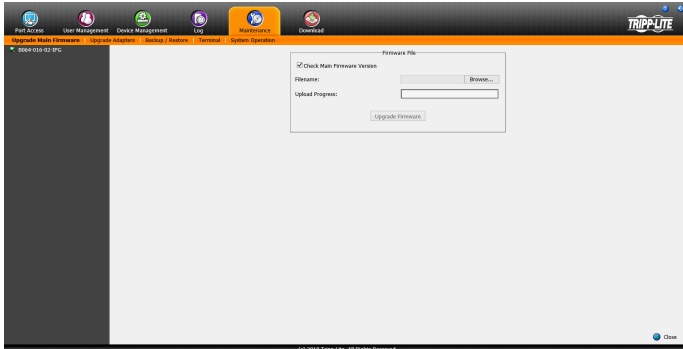 TRIPP·LITE
Port Access
User Management
Device Management
Log
Maintenance
Download
Upgrade Main Firmware
Upgrade Adapters
Backup / Restore
Terminal
System Operation
B064-016-02-IPG
Firmware File
Check Main Firmware Version
Filename:
Browse...
Upload Progress:
Upgrade Firmware
Close